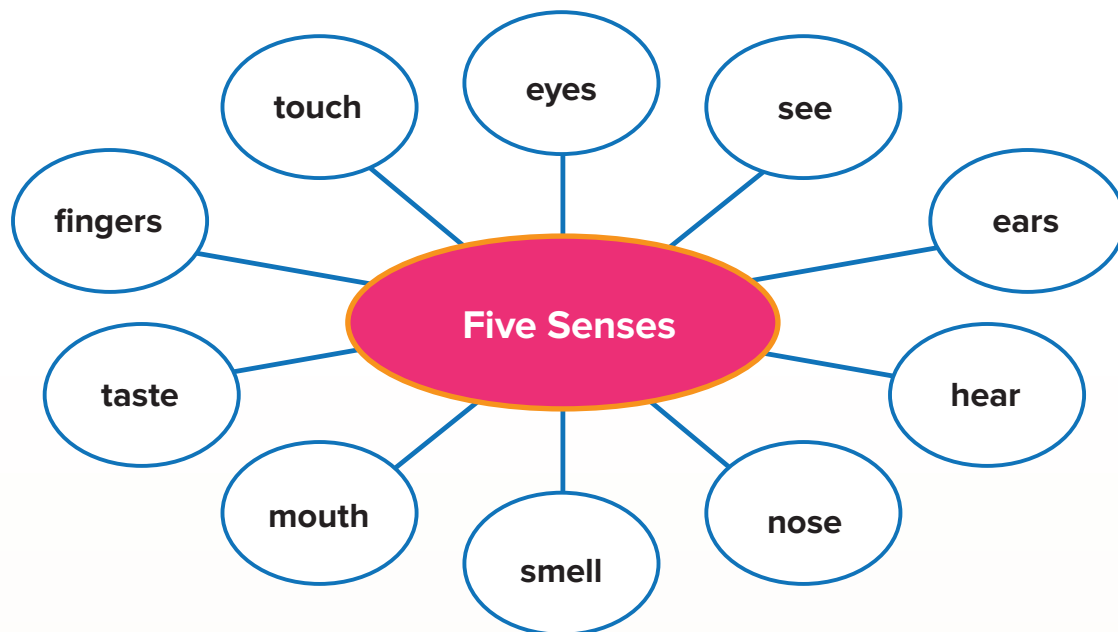 eyes
touch
see
fingers
ears
Five Senses
taste
hear
mouth
nose
smell